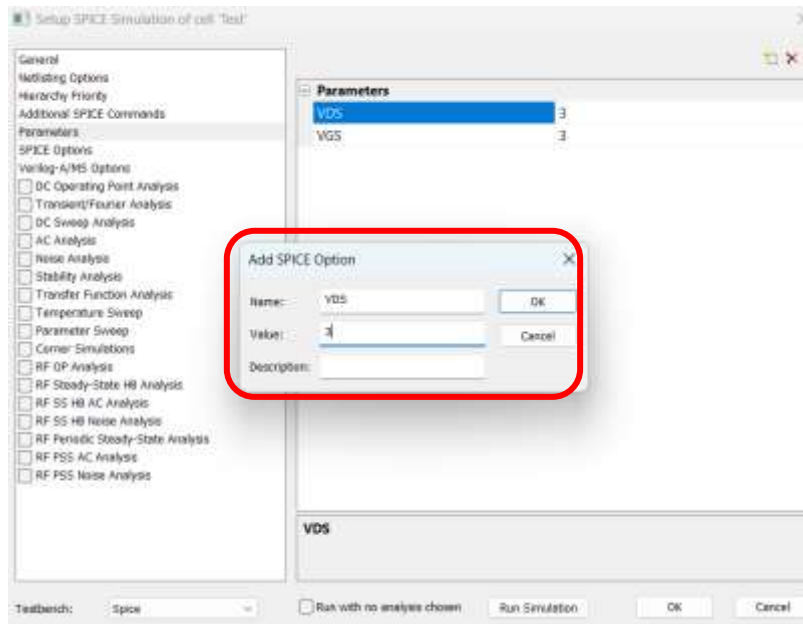 Setup SPICE Simulation of cell 'Test'
General
Netlisting Options
Hierarchy Priority
Additional SPICE Commands
Parameters
SPICE Options
Verilog-A/MS Options
DC Operating Point Analysis
Transient/Fourier Analysis
DC Sweep Analysis
AC Analysis
Noise Analysis
Stability Analysis
Transfer Function Analysis
Temperature Sweep
Parameter Sweep
Corner Simulations
RF OP Analysis
RF Steady-State HB Analysis
RF SS HB AC Analysis
RF SS HB Noise Analysis
RF Periodic Steady-State Analysis
RF PSS AC Analysis
RF PSS Noise Analysis
Parameters
VDS 3
VGS 3
Add SPICE Option
Name: VDS OK
Value: 3 Cancel
Description:
VDS
Testbench: Spice Run with no analysis chosen Run Simulation OK Cancel